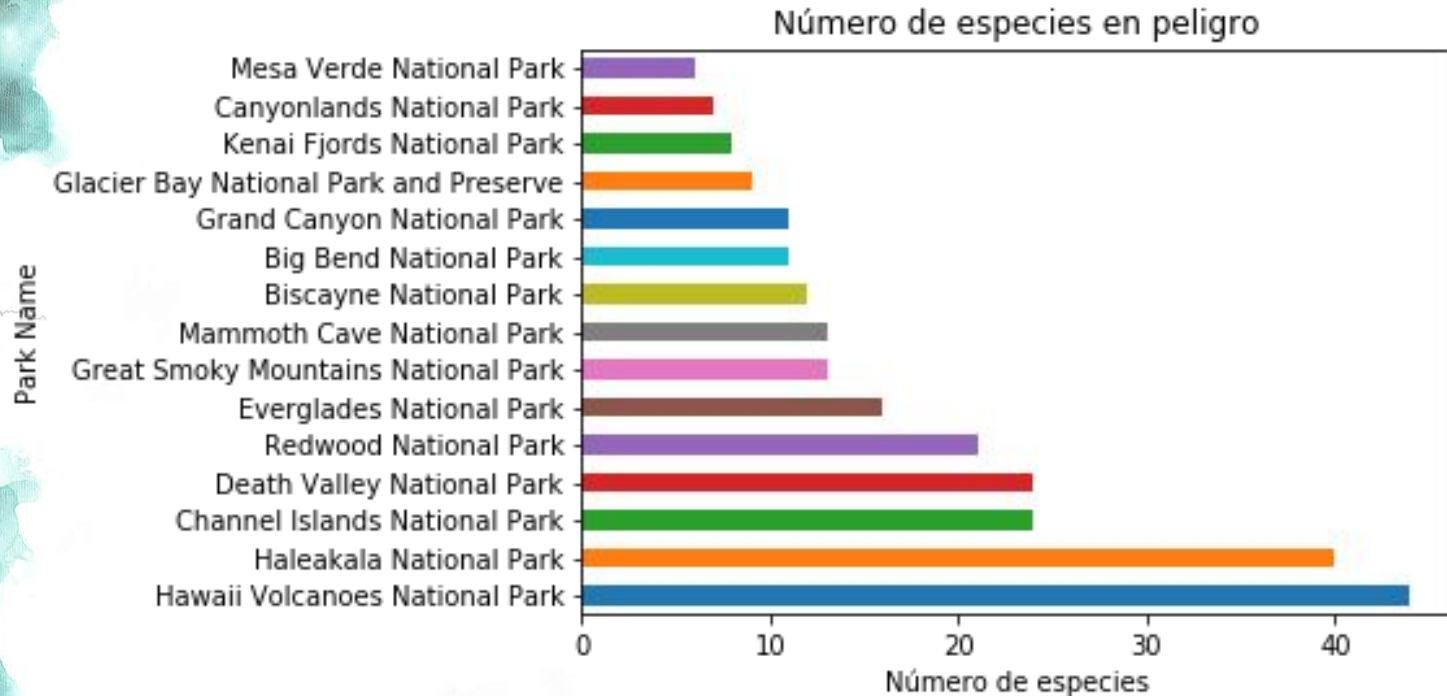 Número de especies en peligro
Park Name
Mesa Verde National Park
Canyonlands National Park
Kenai Fjords National Park
Glacier Bay National Park and Preserve
Grand Canyon National Park
Big Bend National Park
Biscayne National Park
Mammoth Cave National Park
Great Smoky Mountains National Park
Everglades National Park
Redwood National Park
Death Valley National Park
Channel Islands National Park
Haleakala National Park
Hawaii Volcanoes National Park
0 10 20 30 40
Número de especies